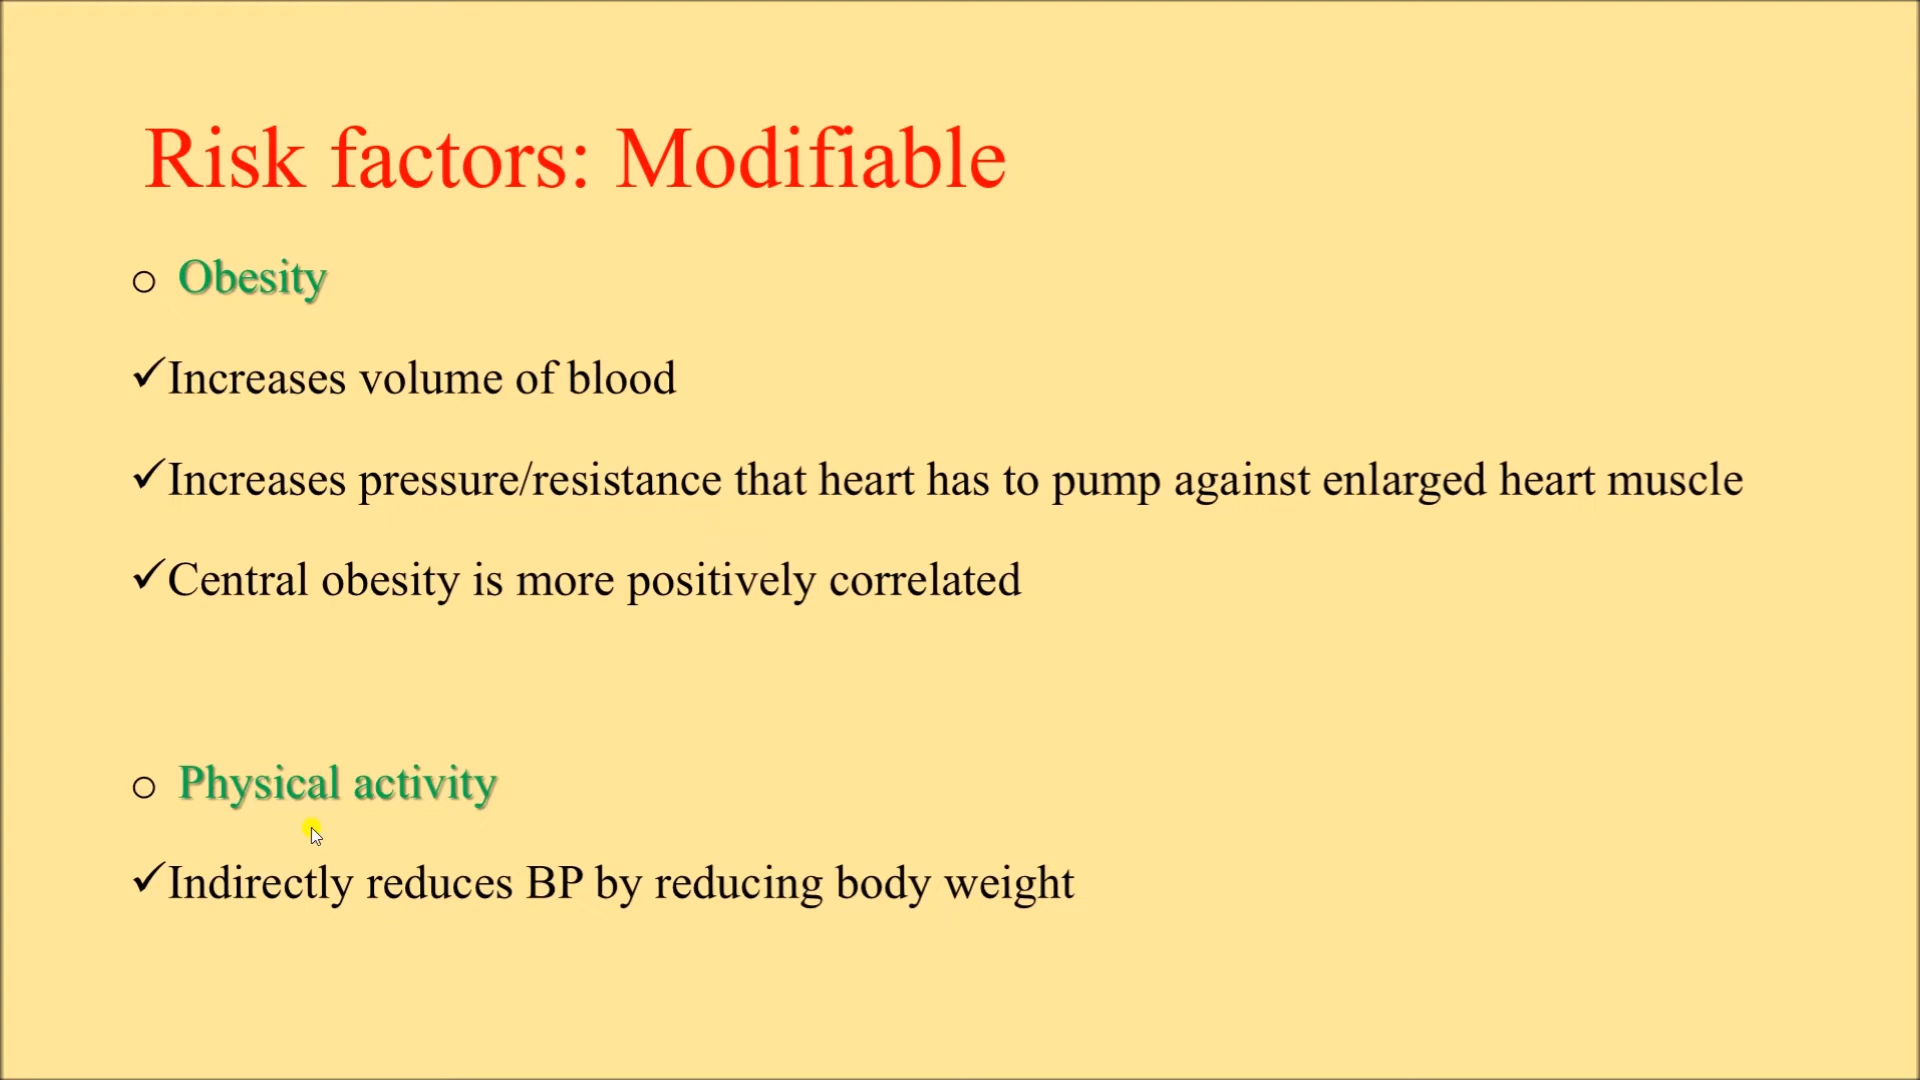 Risk factors: Modifiable
o Obesity
✓Increases volume of blood
✓Increases pressure/resistance that heart has to pump against enlarged heart muscle
✓Central obesity is more positively correlated
o Physical activity
✓Indirectly reduces BP by reducing body weight